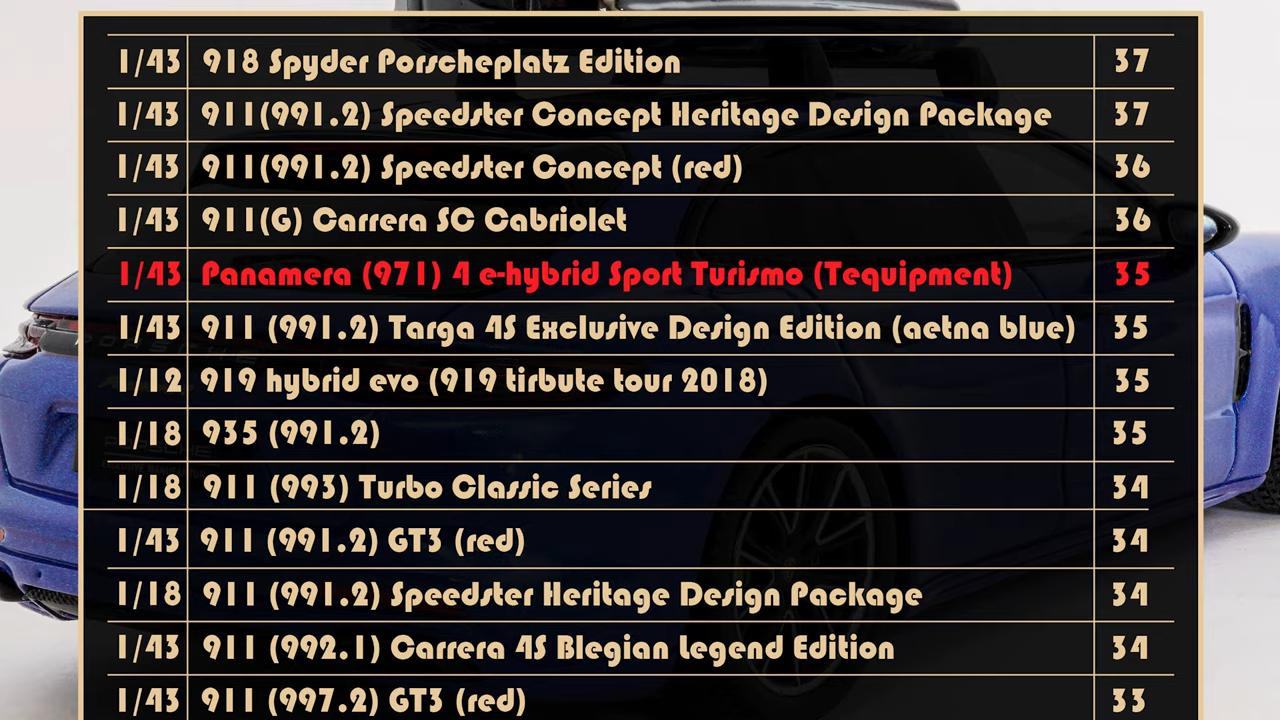 1/43 918 Spyder Porscheplatz Edition 37
1/43 911(991.2) Speedster Concept Heritage Design Package 37
1/43 911(991.2) Speedster Concept (red) 36
1/43 911(G) Carrera SC Cabriolet 36
1/43 Panamera (971) 4 e-hybrid Sport Turismo (Tequipment) 35
1/43 911 (991.2) Targa 4S Exclusive Design Edition (aetna blue) 35
1/12 919 hybrid evo (919 tirbute tour 2018) 35
1/18 935 (991.2) 35
1/18 911 (993) Turbo Classic Series 34
1/43 911 (991.2) GT3 (red) 34
1/18 911 (991.2) Speedster Heritage Design Package 34
1/43 911 (992.1) Carrera 4S Blegian Legend Edition 34
1/43 911 (997.2) GT3 (red) 33